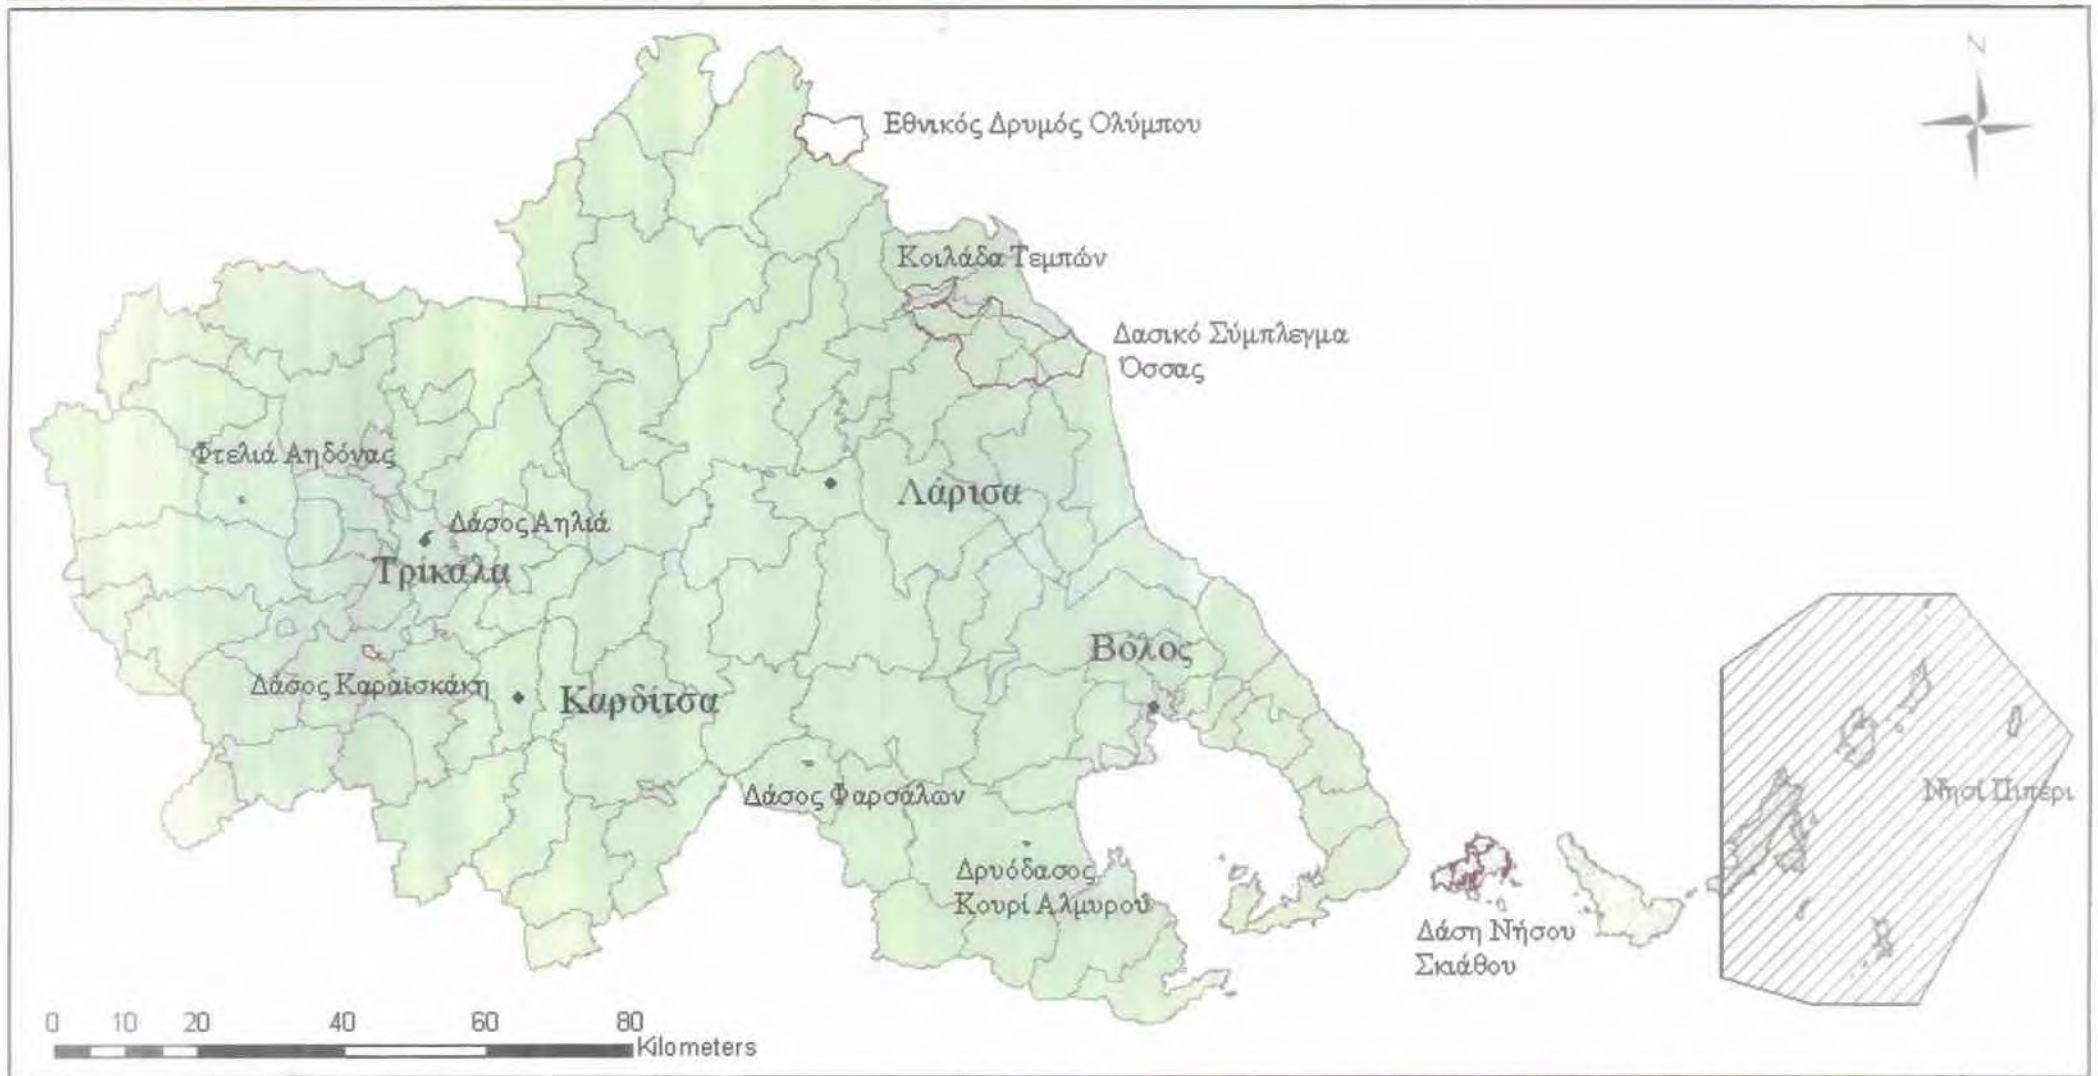 N
Εθνικός Δρυμός Ολύμπου
Κοιλάδα Τεμπών
Δασικό Σύμπλεγμα
Όσσας
Φτελιά Αηδόνας
Λάρισα
Δάσος Αηλιά
Τρίκαλα
Βόλος
Δάσος Καραϊσκάκη
Καρδίτσα
Δάσος Φαρσάλων
Νησί Πιπέρι
Δρυόδασος
Κουρί Αλμυρού
Δάση Νήσου
Σκιάθου
0 10 20 40 60 80
Kilometers